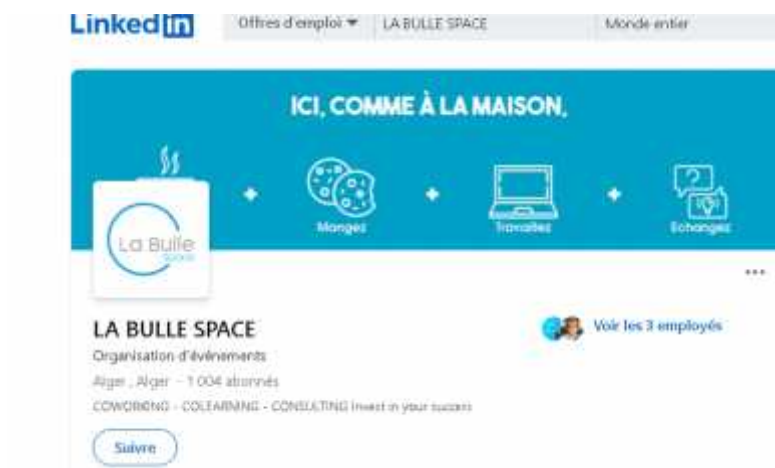 LinkedIn Offres d'emploi LA BULLE SPACE Monde entier
ICI, COMME À LA MAISON,
Manges Travailles Echanges
La Bulle
Space
LA BULLE SPACE
Voir les 3 employés
Organisation d'événements
Alger, Alger - 1 004 abonnés
COWORKING - COLEARNING - CONSULTING Invest in your success
Suivre